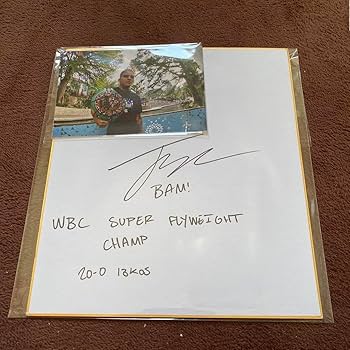 BAM!
WBC SUPER FLYWEIGHT
CHAMP
20-0 13KOS